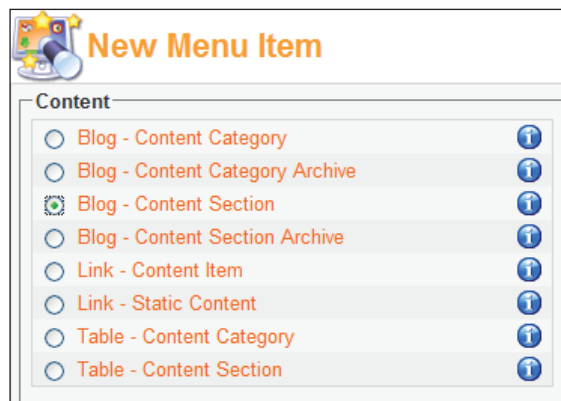 New Menu Item
Content
Blog - Content Category
Blog - Content Category Archive
Blog - Content Section
Blog - Content Section Archive
Link - Content Item
Link - Static Content
Table - Content Category
Table - Content Section